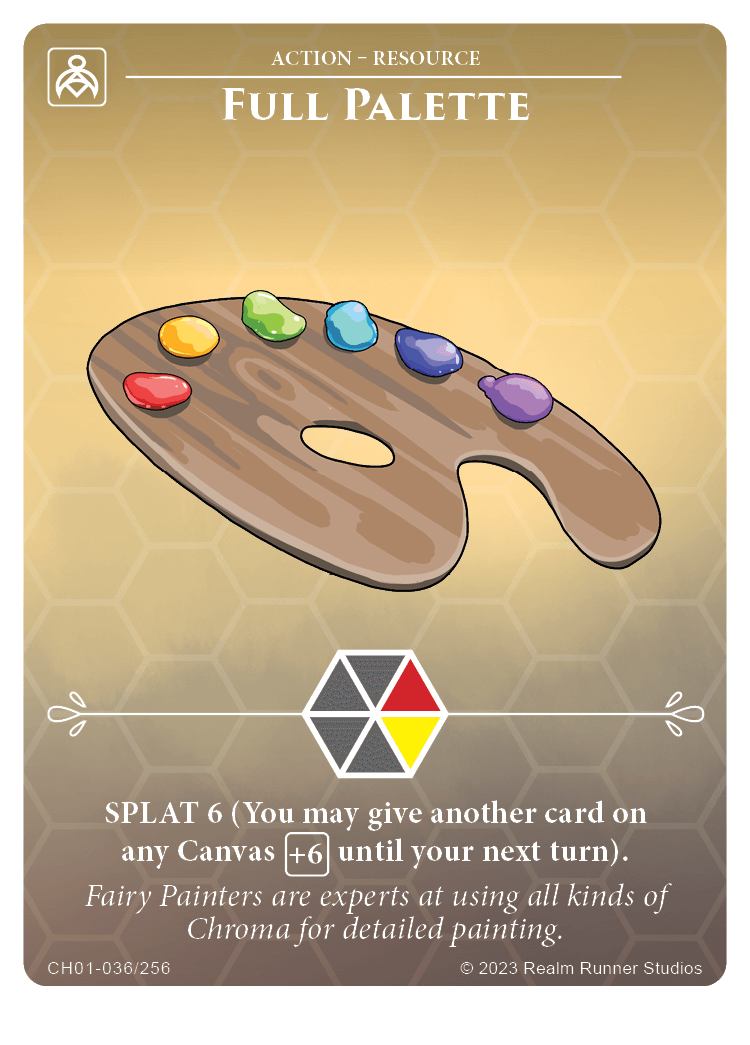 ACTION – RESOURCE
FULL PALETTE
SPLAT 6 (You may give another card on
any Canvas +6 until your next turn).
Fairy Painters are experts at using all kinds of
Chroma for detailed painting.
CH01-036/256
© 2023 Realm Runner Studios